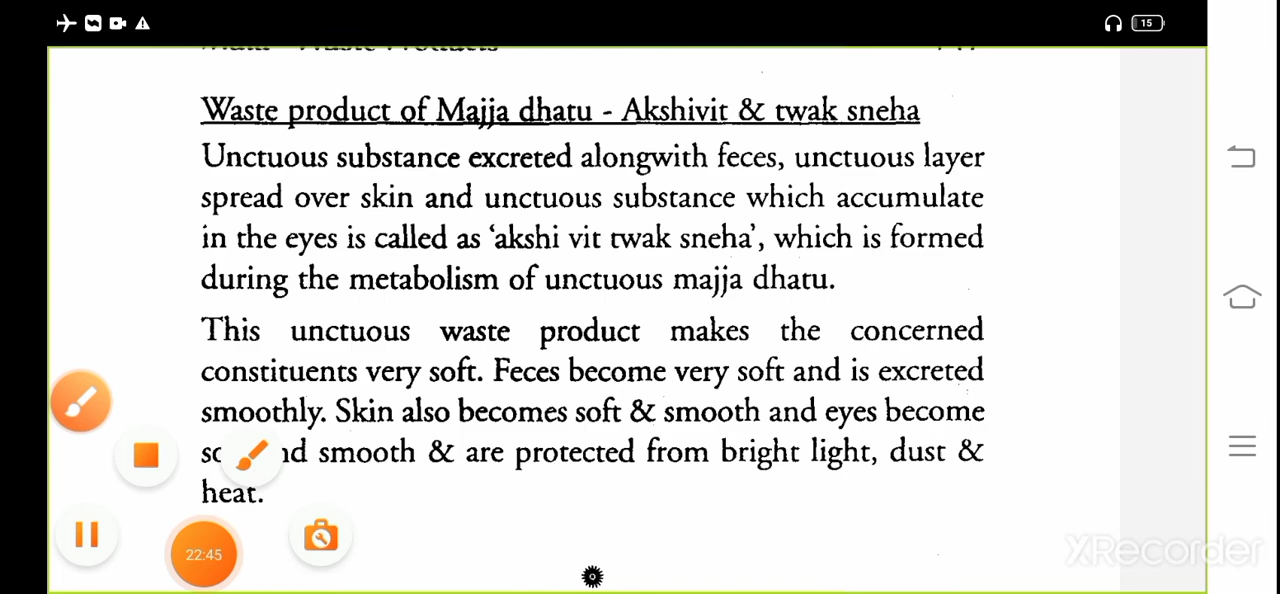 15
Waste product of Majja dhatu - Akshivit & twak sneha
Unctuous substance excreted alongwith feces, unctuous layer
spread over skin and unctuous substance which accumulate
in the eyes is called as ‘akshi vit twak sneha’, which is formed
during the metabolism of unctuous majja dhatu.
This unctuous waste product makes the concerned
constituents very soft. Feces become very soft and is excreted
smoothly. Skin also becomes soft & smooth and eyes become
smooth & are protected from bright light, dust &
heat.
22:45
XRecorder